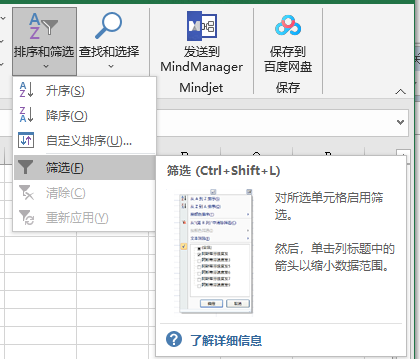 排序和筛选 查找和选择 发送到 保存到
MindManager 百度网盘
Mindjet 保存
升序(S)
降序(O)
自定义排序(U)...
筛选(F)
清除(C)
重新应用(Y)
筛选 (Ctrl+Shift+L)
对所选单元格启用筛
选。
然后，单击列标题中的
箭头以缩小数据范围。
了解详细信息